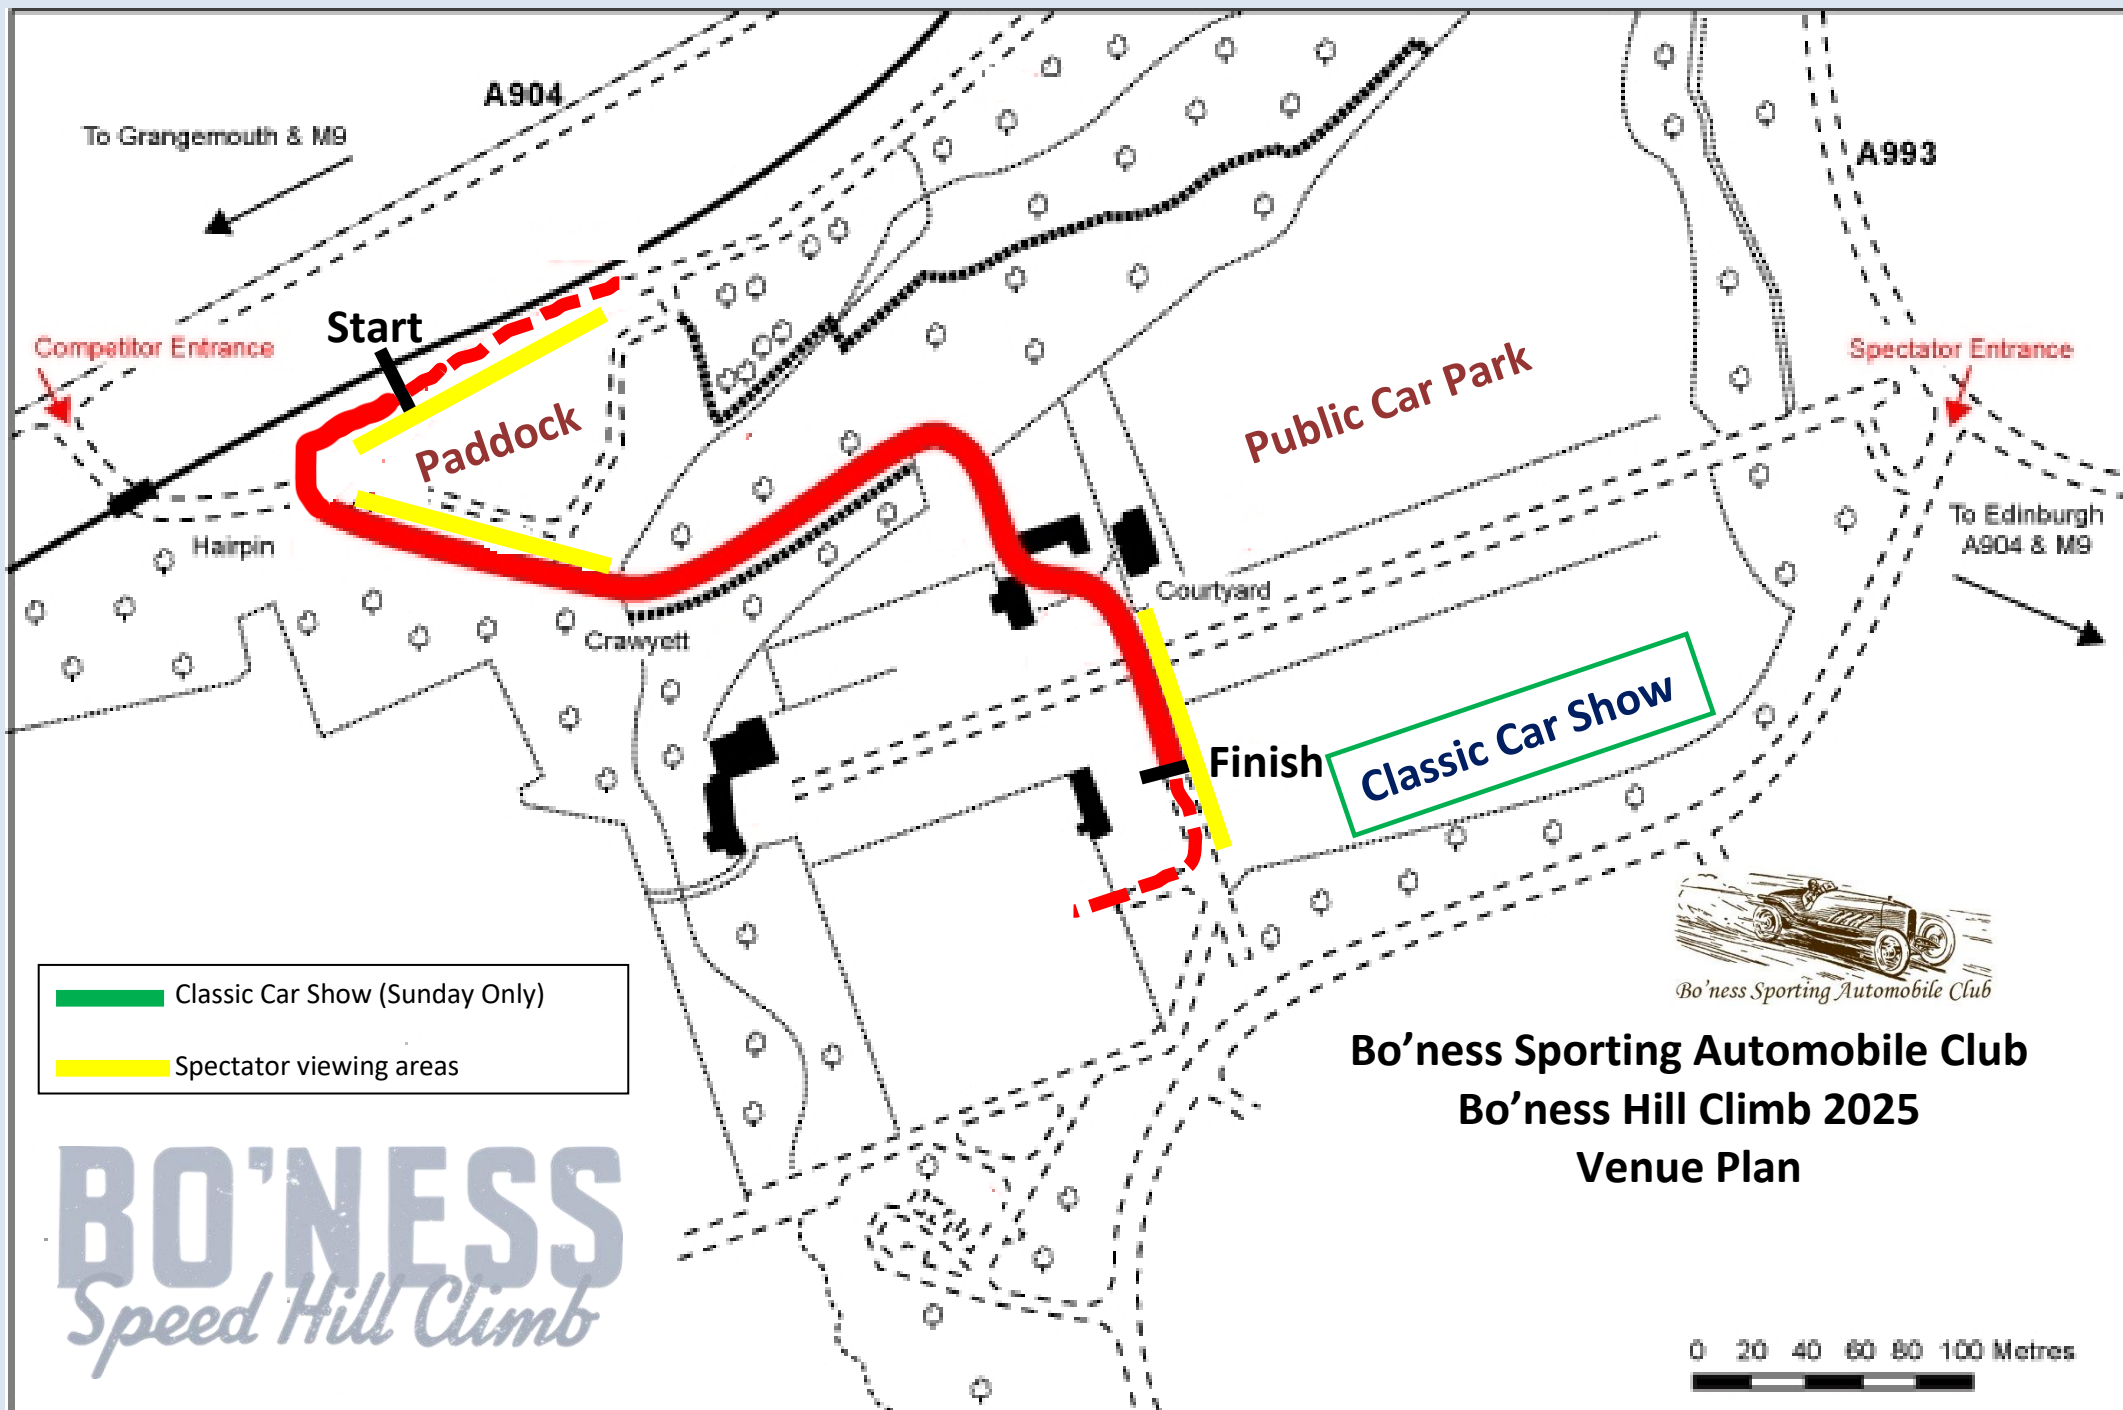 A904
To Grangemouth & M9
A993
Start
Competitor Entrance
Spectator Entrance
Public Car Park
Paddock
To Edinburgh
A904 & M9
Hairpin
Courtyard
Crawyett
Classic Car Show
Finish
Bo'ness Sporting Automobile Club
Classic Car Show (Sunday Only)
Spectator viewing areas
Bo'ness Sporting Automobile Club
Bo'ness Hill Climb 2025
Venue Plan
BO'NESS
Speed Hill Climb
0 20 40 60 80 100 Metres